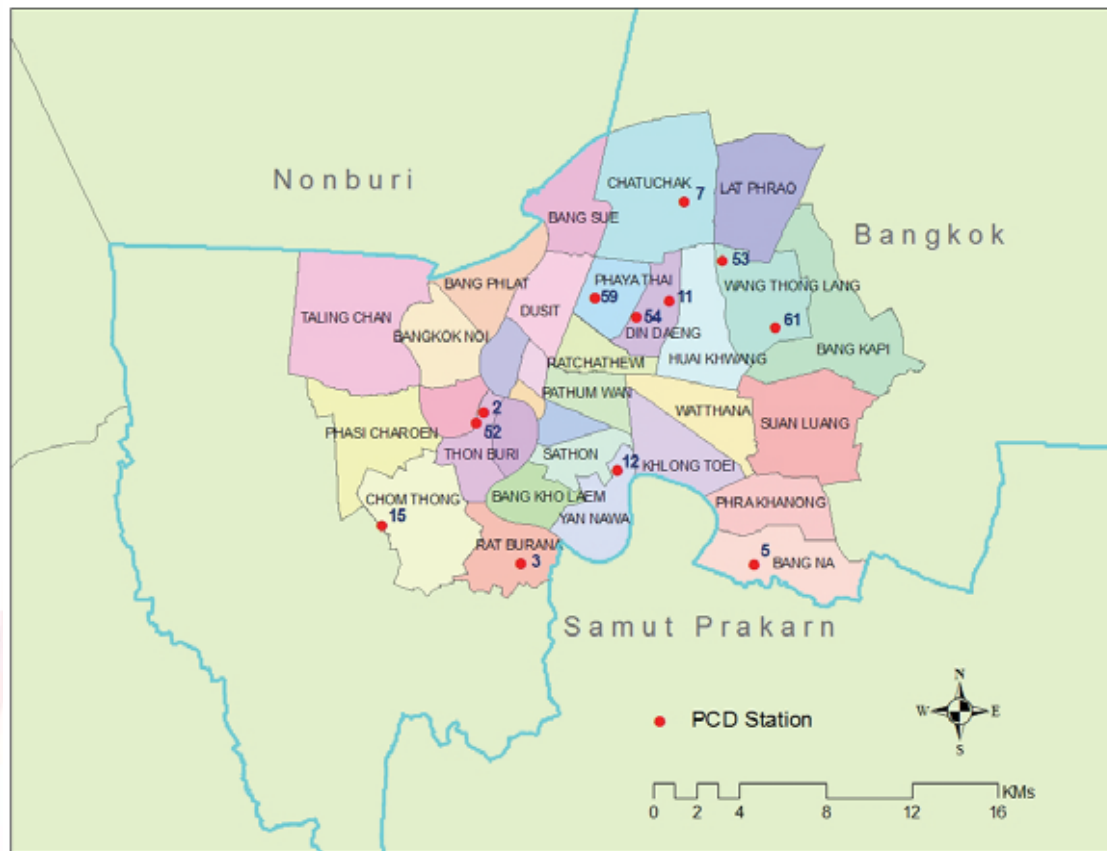 CHATUCHAK
7
LAT PHRAO
Nonburi
BANG SUE
Bangkok
53
BANG PHLAT
PHAYA THAI
WANG THONG LANG
59
11
DUSIT
54
TALING CHAN
DIN DAENG
61
BANGKOK NOI
HUAI KHWANG
BANG KAPI
RATCHATHEWI
PATHUM WAN
2
WATTHANA
SUAN LUANG
PHASI CHAROEN
52
THON BURI
SATHON
12
KHLONG TOEI
CHOM THONG
BANG KHO LAEM
PHRA KHANONG
15
YAN NAWA
RAT BURANA
5
3
BANG NA
Samut Prakarn
N
W
E
S
PCD Station
KMs
0 2 4 8 12 16